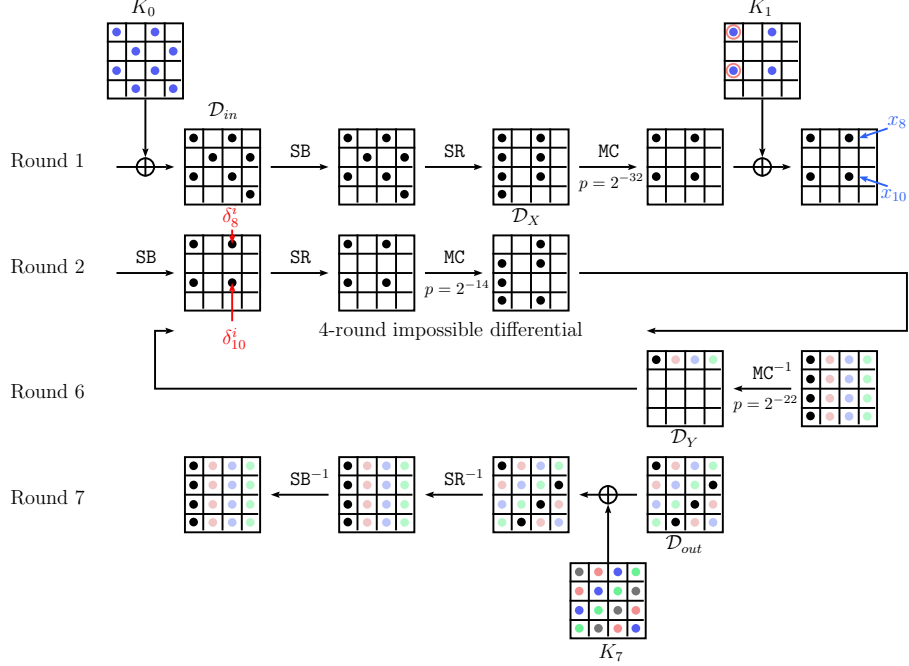 K₀ K₁
𝒟ᵢₙ
x₈
Round 1 SB SR MC
p = 2⁻³²
x₁₀
δ₈ⁱ 𝒟_X
Round 2 SB SR MC
p = 2⁻¹⁴
δ₁₀ⁱ 4-round impossible differential
MC⁻¹
Round 6 p = 2⁻²²
𝒟_Y
Round 7 SB⁻¹ SR⁻¹
𝒟ₒᵤₜ
K₇